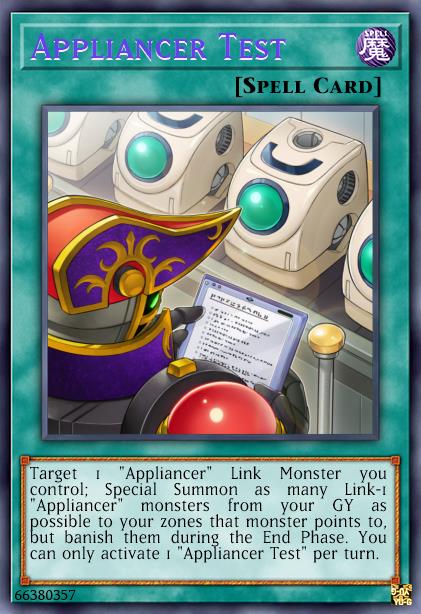 Appliancer Test
SPELL
魔
[Spell Card]
Target 1 "Appliancer" Link Monster you
control; Special Summon as many Link-1
"Appliancer" monsters from your GY as
possible to your zones that monster points to,
but banish them during the End Phase. You
can only activate 1 "Appliancer Test" per turn.
66380357